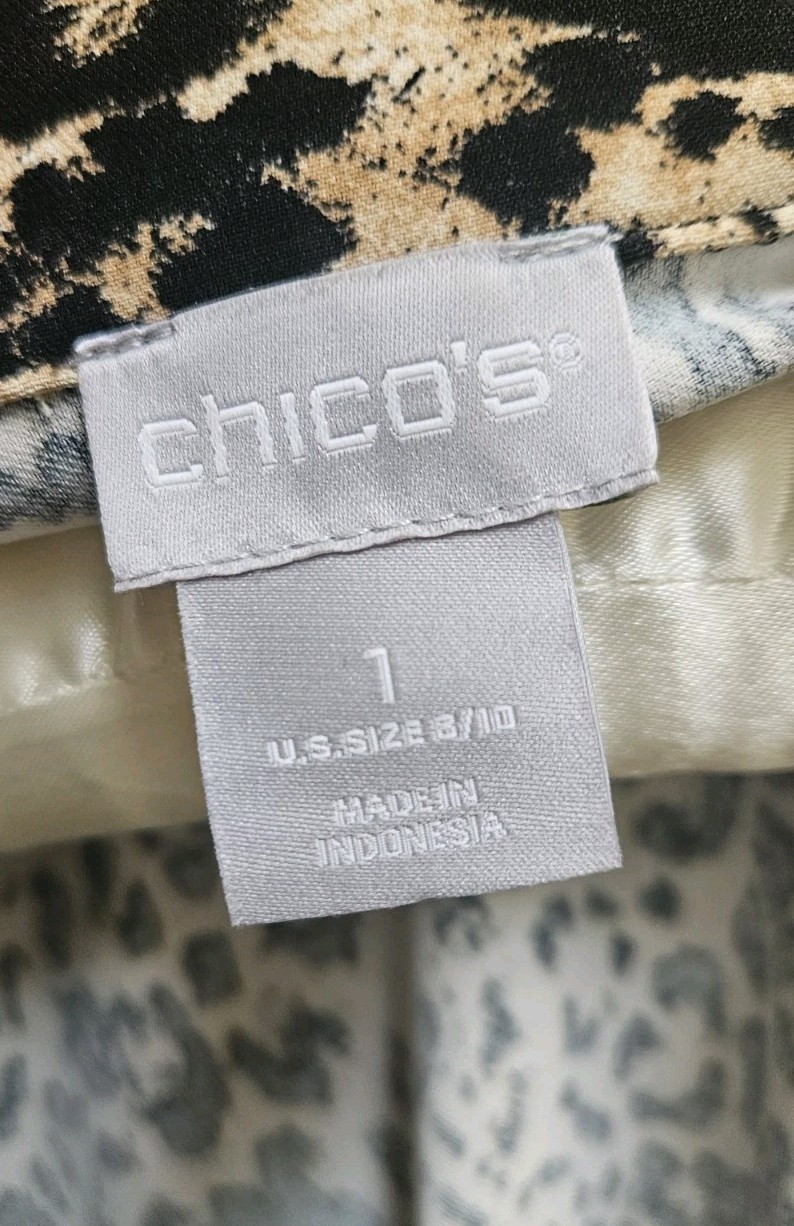 chico's®
1
U.S.SIZE 8/10
MADE IN
INDONESIA